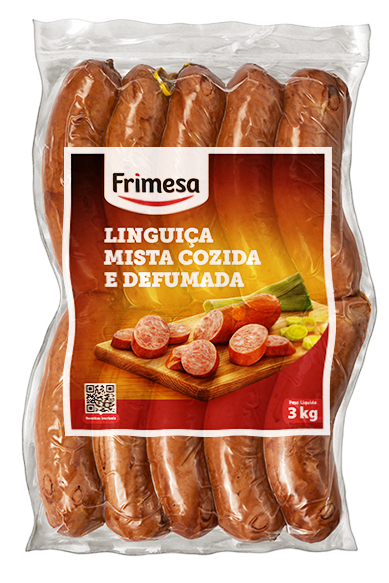 Frimesa
LINGUIÇA
MISTA COZIDA
E DEFUMADA
Peso Líquido
3 kg